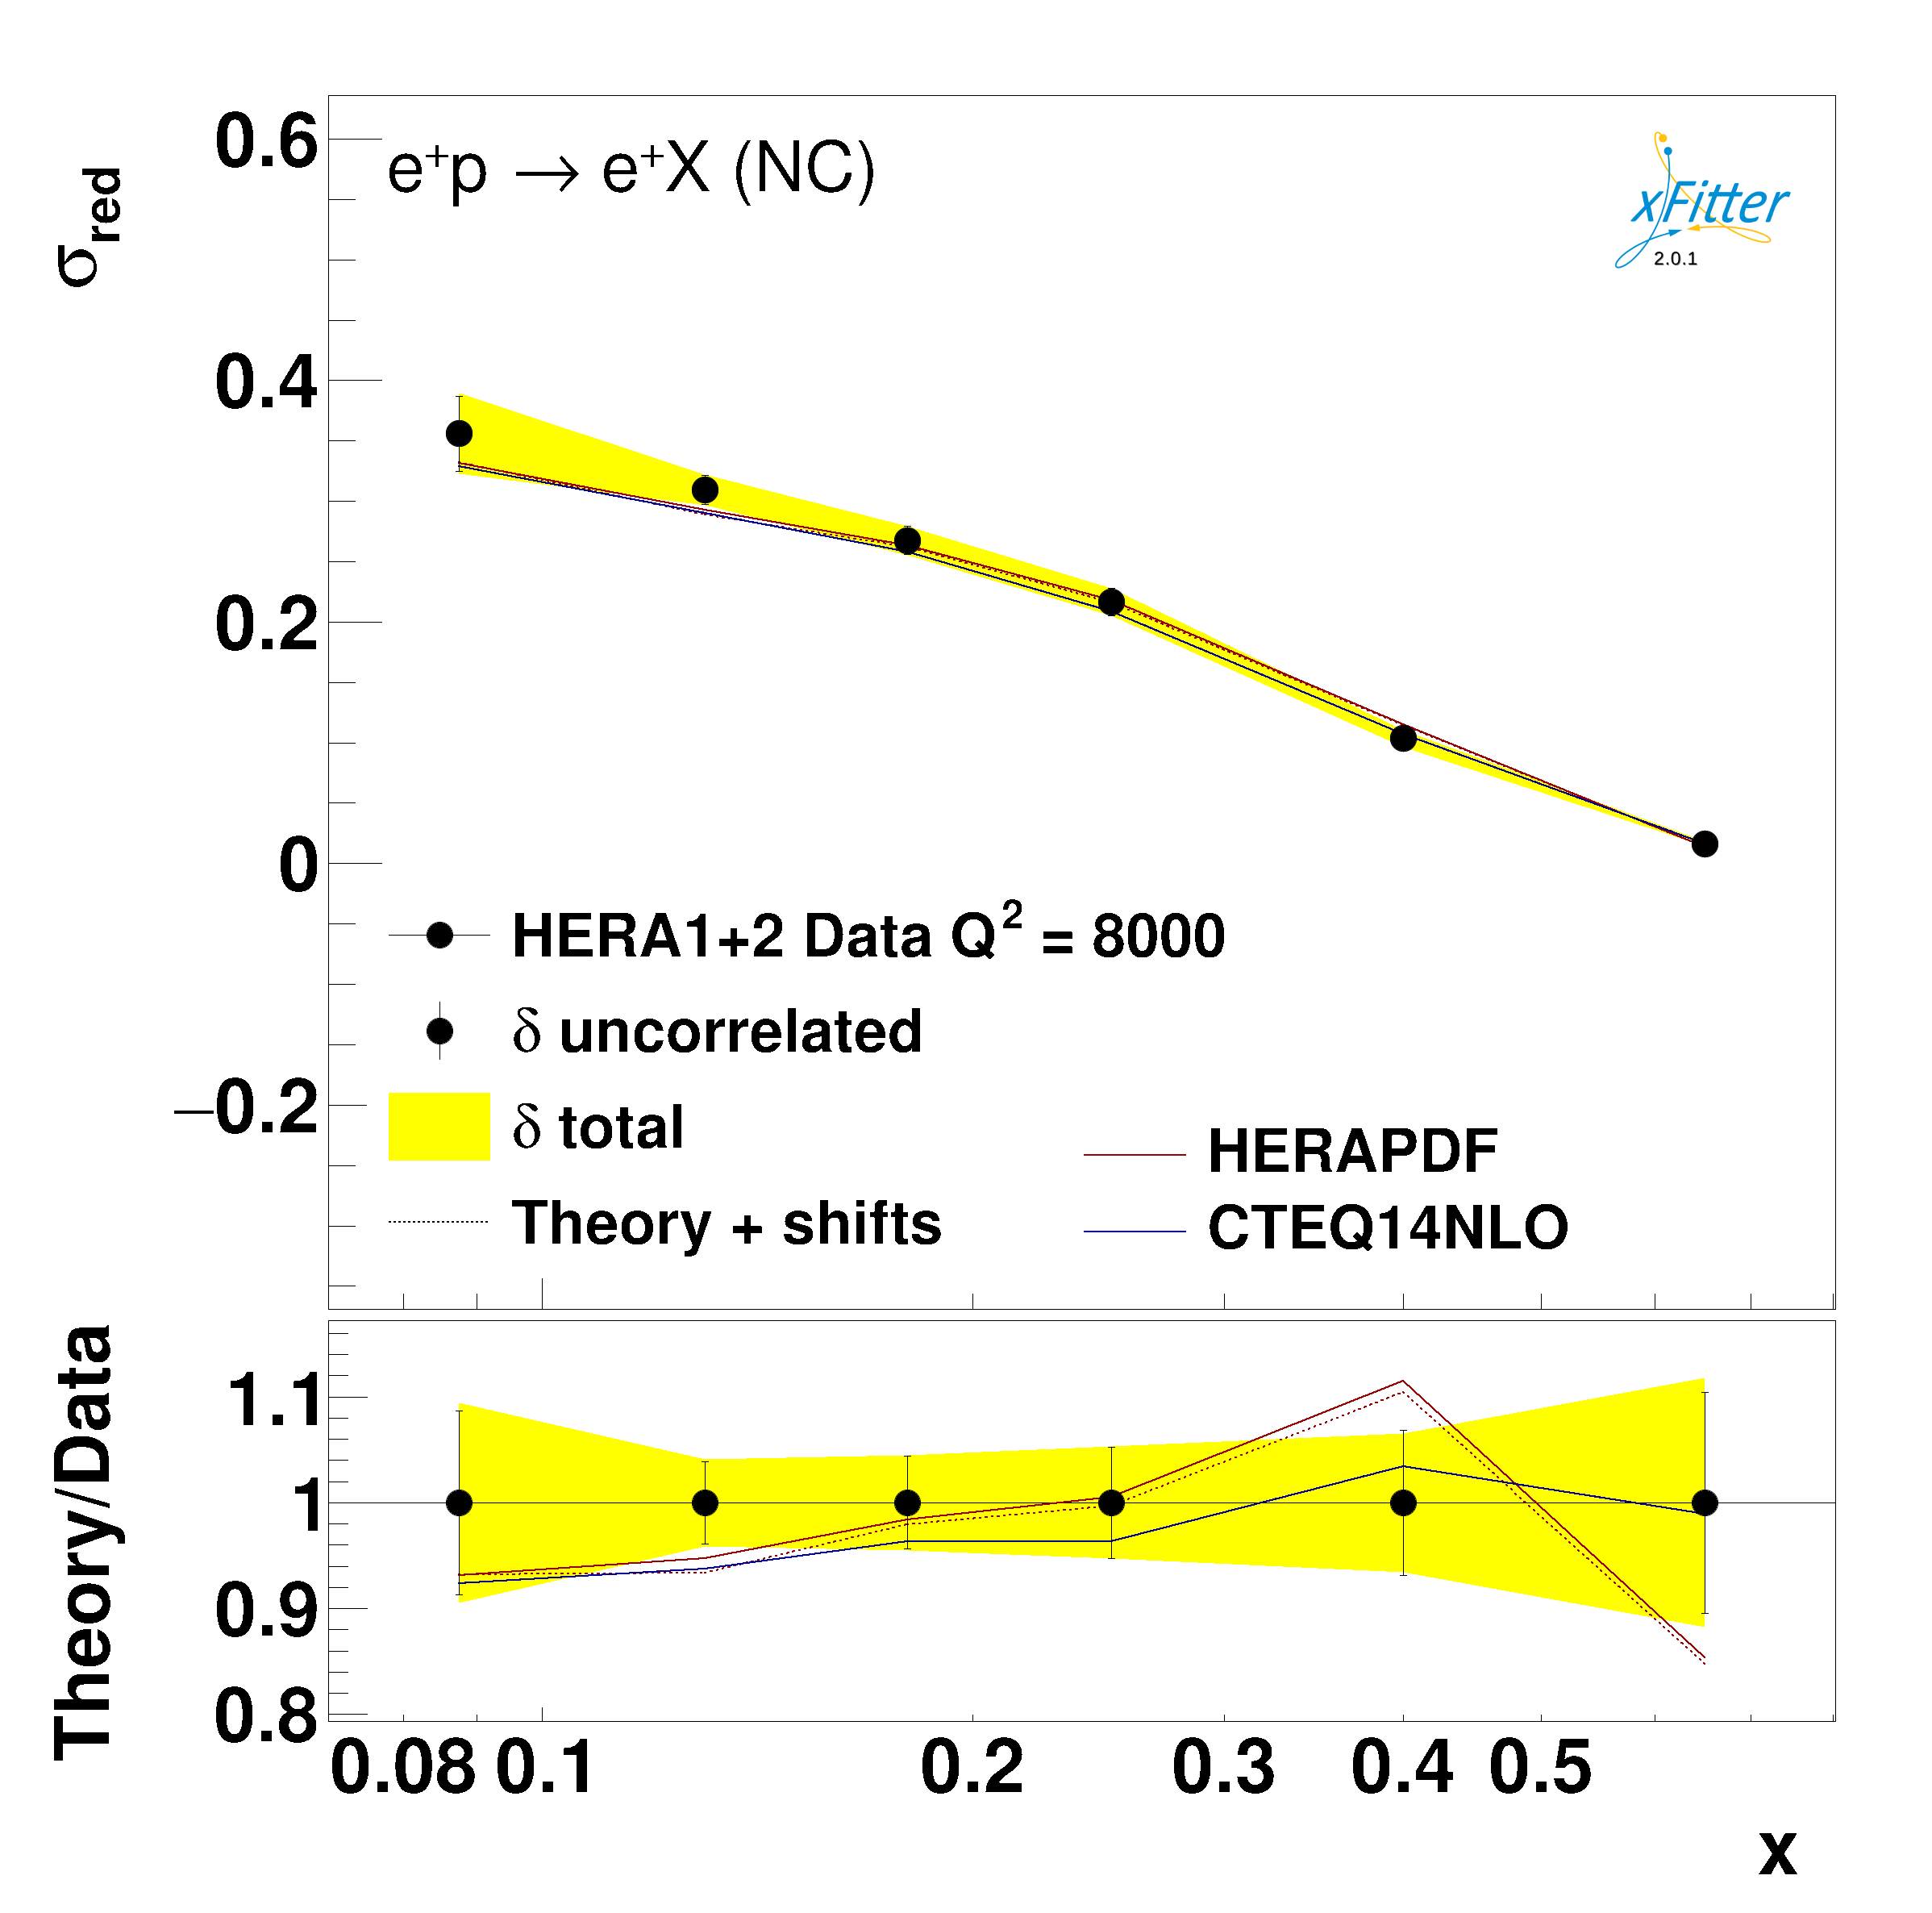 σred
0.6
0.4
0.2
0
−0.2
e+p → e+X (NC)
xFitter
2.0.1
HERA1+2 Data Q2 = 8000
δ uncorrelated
δ total
Theory + shifts
HERAPDF
CTEQ14NLO
Theory/Data
1.1
1
0.9
0.8
0.08 0.1 0.2 0.3 0.4 0.5
x